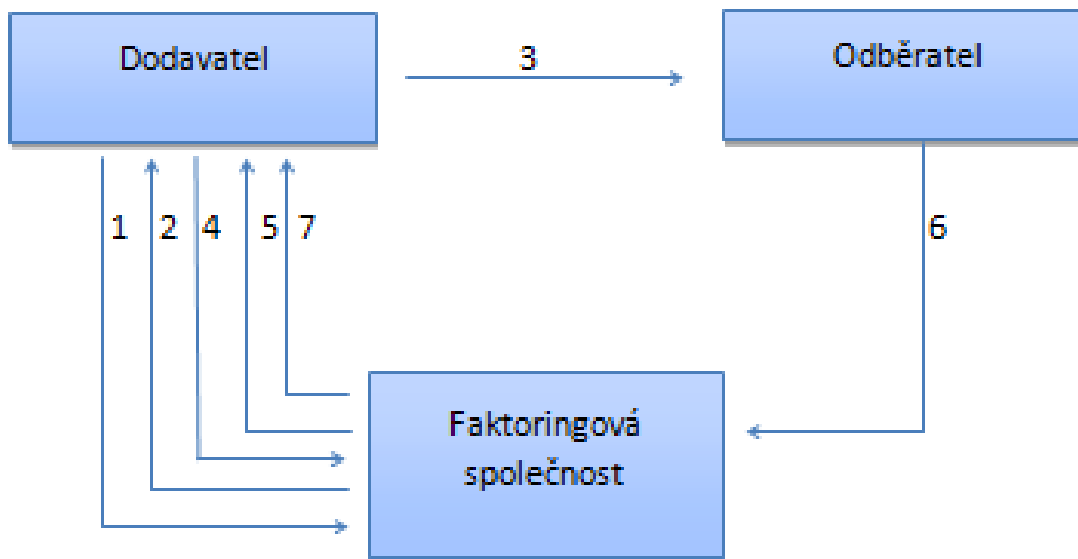 Dodavatel
3
Odběratel
1 2 4 5 7
6
Faktoringová
společnost